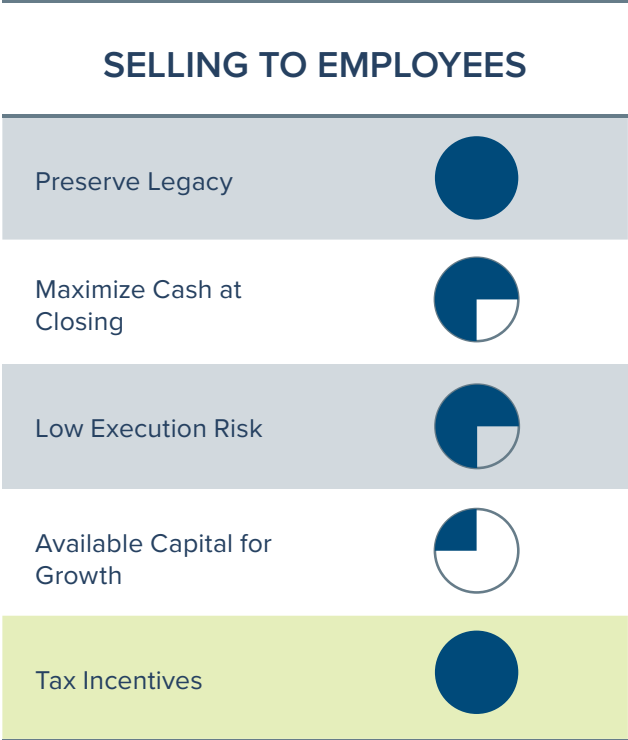 SELLING TO EMPLOYEES
Preserve Legacy
Maximize Cash at
Closing
Low Execution Risk
Available Capital for
Growth
Tax Incentives